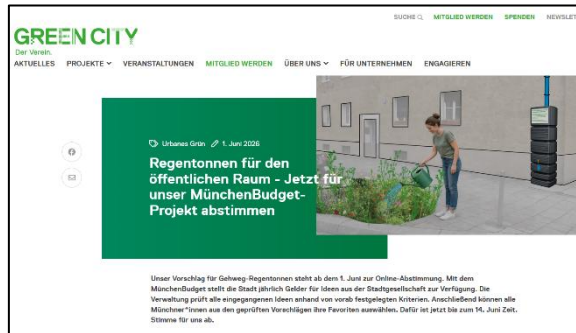 SUCHE MITGLIED WERDEN SPENDEN NEWSLET
GREEN CITY
Der Verein.
AKTUELLES PROJEKTE VERANSTALTUNGEN MITGLIED WERDEN ÜBER UNS FÜR UNTERNEHMEN ENGAGIEREN
Urbanes Grün 1. Juni 2026
Regentonnen für den
öffentlichen Raum - Jetzt für
unser MünchenBudget-
Projekt abstimmen
Unser Vorschlag für Gehweg-Regentonnen steht ab dem 1. Juni zur Online-Abstimmung. Mit dem
MünchenBudget stellt die Stadt jährlich Gelder für Ideen aus der Stadtgesellschaft zur Verfügung. Die
Verwaltung prüft alle eingegangenen Ideen anhand von vorab festgelegten Kriterien. Anschließend können alle
Münchner*innen aus den geprüften Vorschlägen ihre Favoriten auswählen. Dafür ist jetzt bis zum 14. Juni Zeit.
Stimme für uns ab.